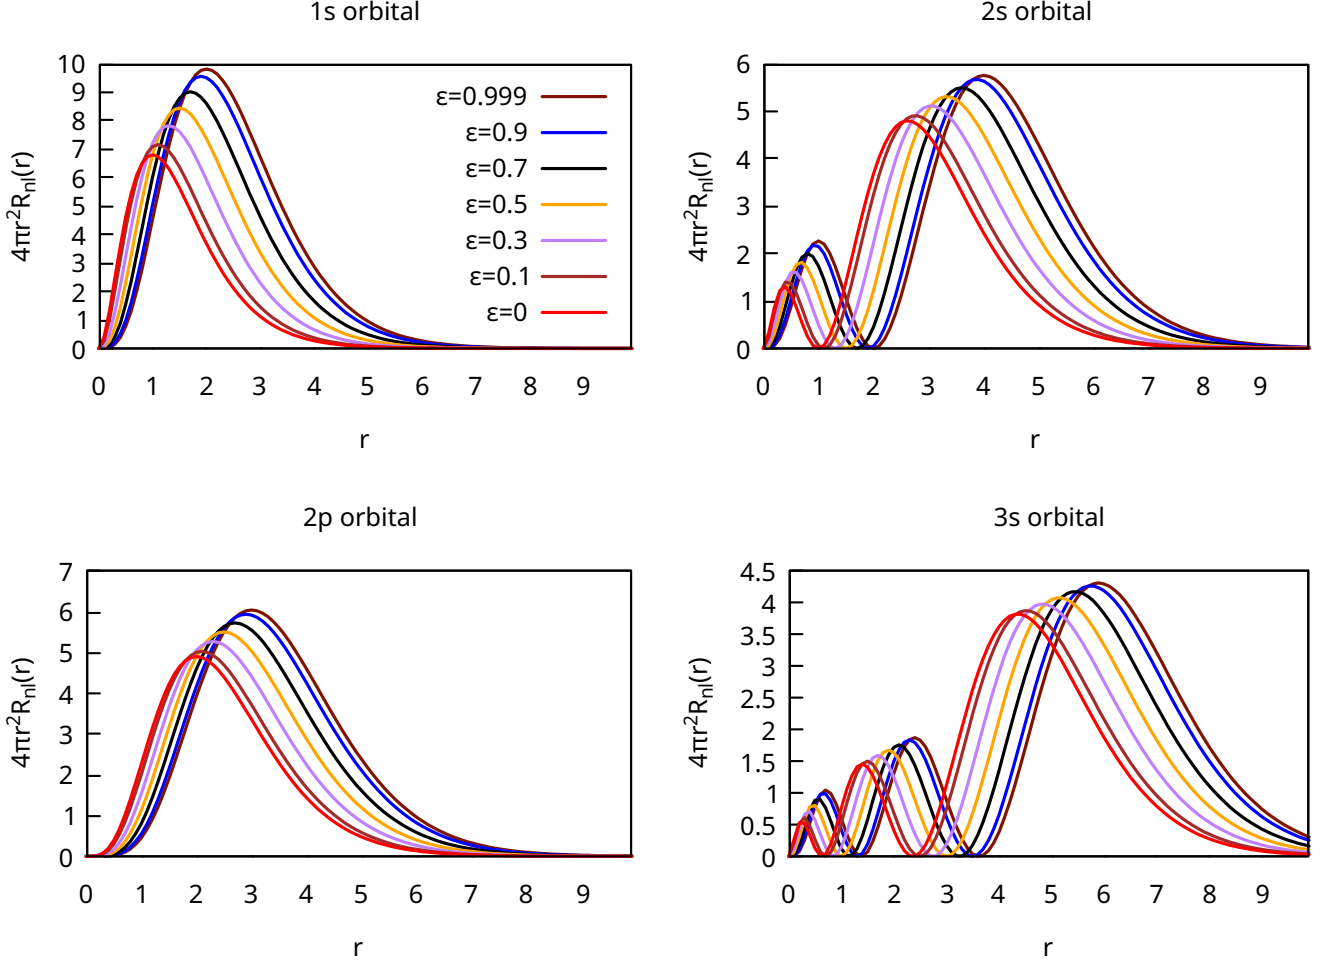 1s orbital
10
9
8
7
6
5
4
3
2
1
0
4πr²Rₙₗ(r)
ε=0.999
ε=0.9
ε=0.7
ε=0.5
ε=0.3
ε=0.1
ε=0
0 1 2 3 4 5 6 7 8 9
r
2s orbital
6
5
4
3
2
1
0
4πr²Rₙₗ(r)
0 1 2 3 4 5 6 7 8 9
r
2p orbital
7
6
5
4
3
2
1
0
4πr²Rₙₗ(r)
0 1 2 3 4 5 6 7 8 9
r
3s orbital
4.5
4
3.5
3
2.5
2
1.5
1
0.5
0
4πr²Rₙₗ(r)
0 1 2 3 4 5 6 7 8 9
r